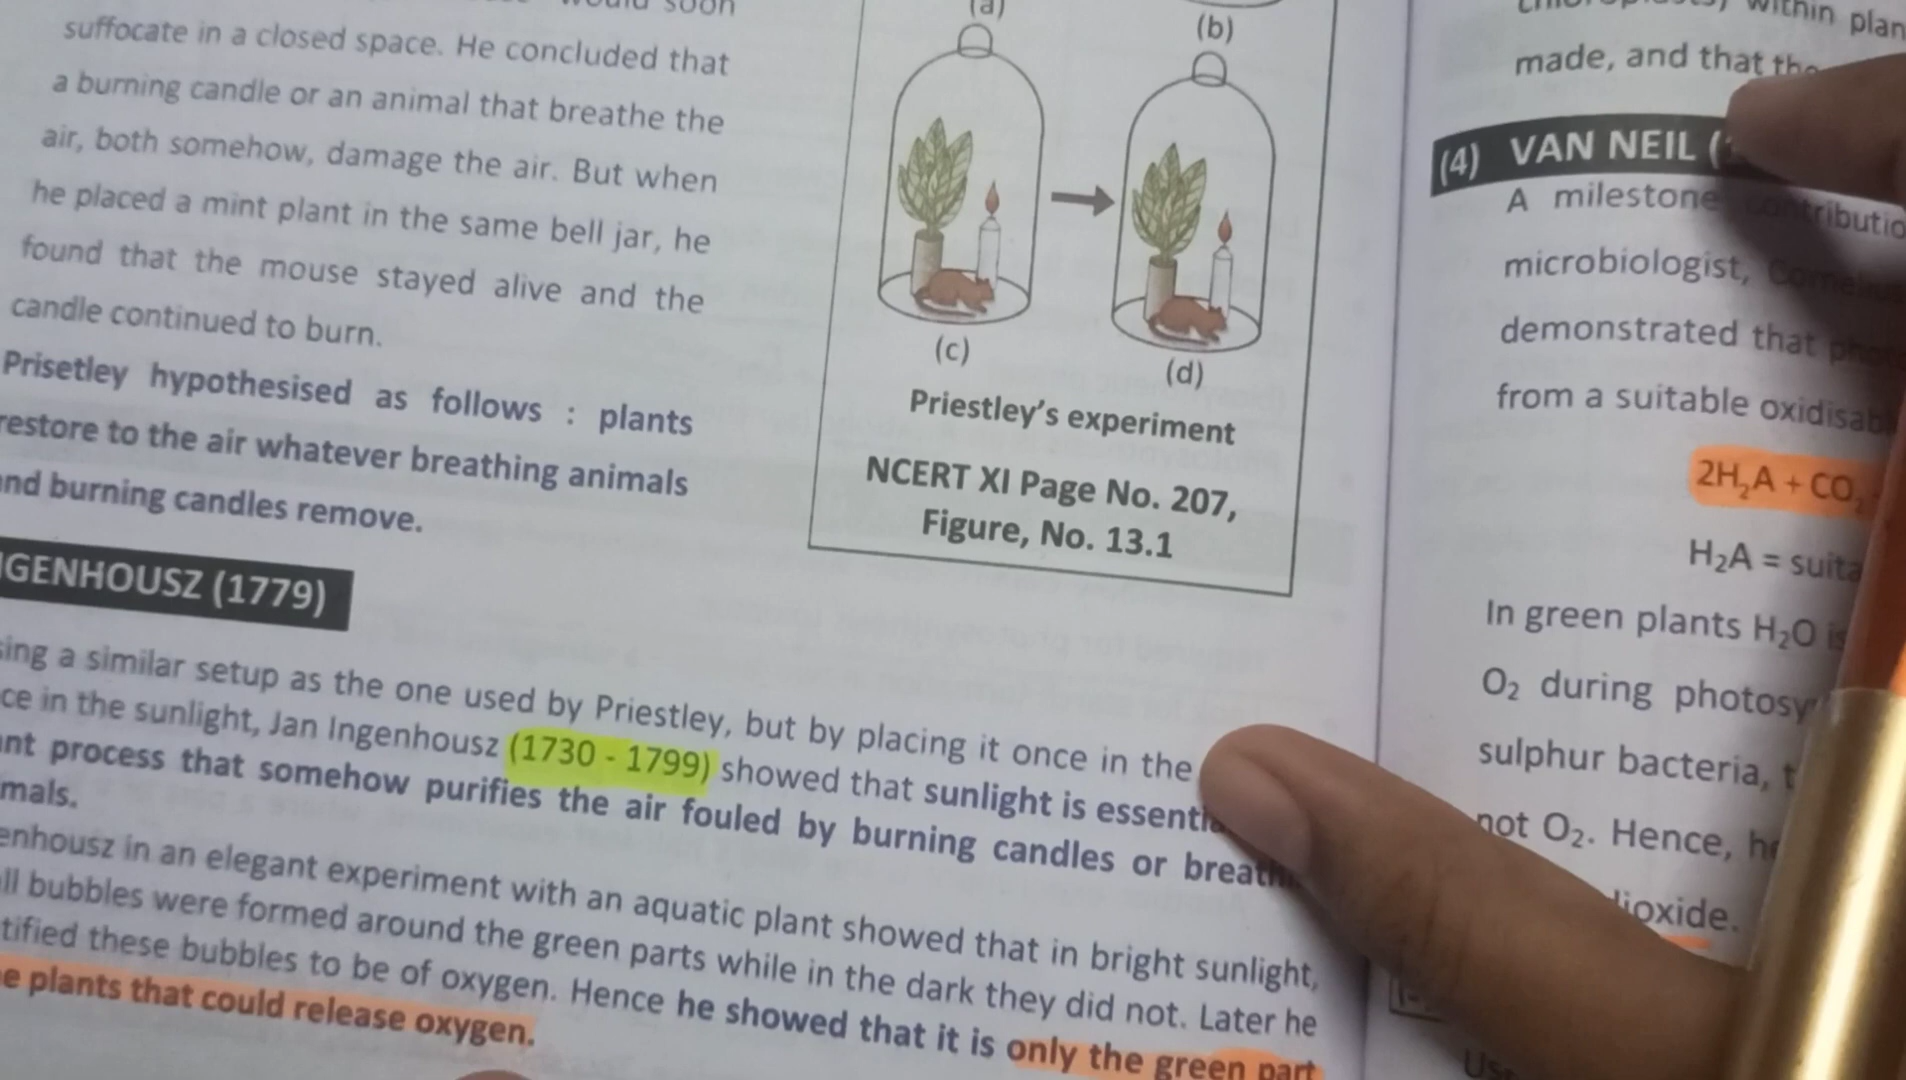 suffocate in a closed space. He concluded that
a burning candle or an animal that breathe the
air, both somehow, damage the air. But when
he placed a mint plant in the same bell jar, he
found that the mouse stayed alive and the
candle continued to burn.
Prisetley hypothesised as follows : plants
restore to the air whatever breathing animals
and burning candles remove.
(a)
(b)
(c)
(d)
Priestley's experiment
NCERT XI Page No. 207,
Figure, No. 13.1
GENHOUSZ (1779)
sing a similar setup as the one used by Priestley, but by placing it once in the
ce in the sunlight, Jan Ingenhousz (1730 - 1799) showed that sunlight is essenti
ant process that somehow purifies the air fouled by burning candles or breath
mals.
enhousz in an elegant experiment with an aquatic plant showed that in bright sunlight,
ll bubbles were formed around the green parts while in the dark they did not. Later he
tified these bubbles to be of oxygen. Hence he showed that it is only the green part
e plants that could release oxygen.
within plan
made, and that the
(4) VAN NEIL (
A milestone contributio
microbiologist, Cornelius
demonstrated that
from a suitable oxidisab
2H₂A + CO₂
H₂A = suita
In green plants H₂O is
O₂ during photosy
sulphur bacteria, t
not O₂. Hence, he
dioxide.